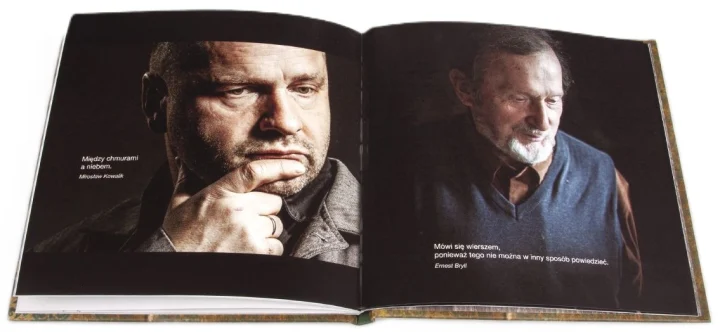 Między chmurami
a niebem.
Mirosław Kowalik
Mówi się wierszem,
ponieważ tego nie można w inny sposób powiedzieć.
Ernest Bryll